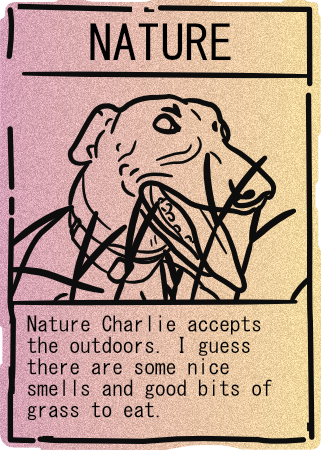 NATURE
Nature Charlie accepts
the outdoors. I guess
there are some nice
smells and good bits of
grass to eat.